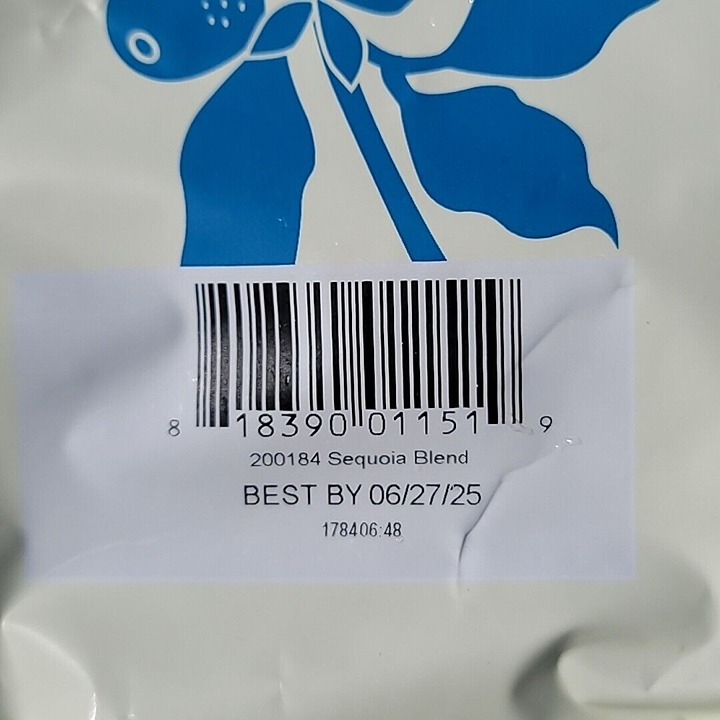 8 18390 01151 9
200184 Sequoia Blend
BEST BY 06/27/25
178406:48